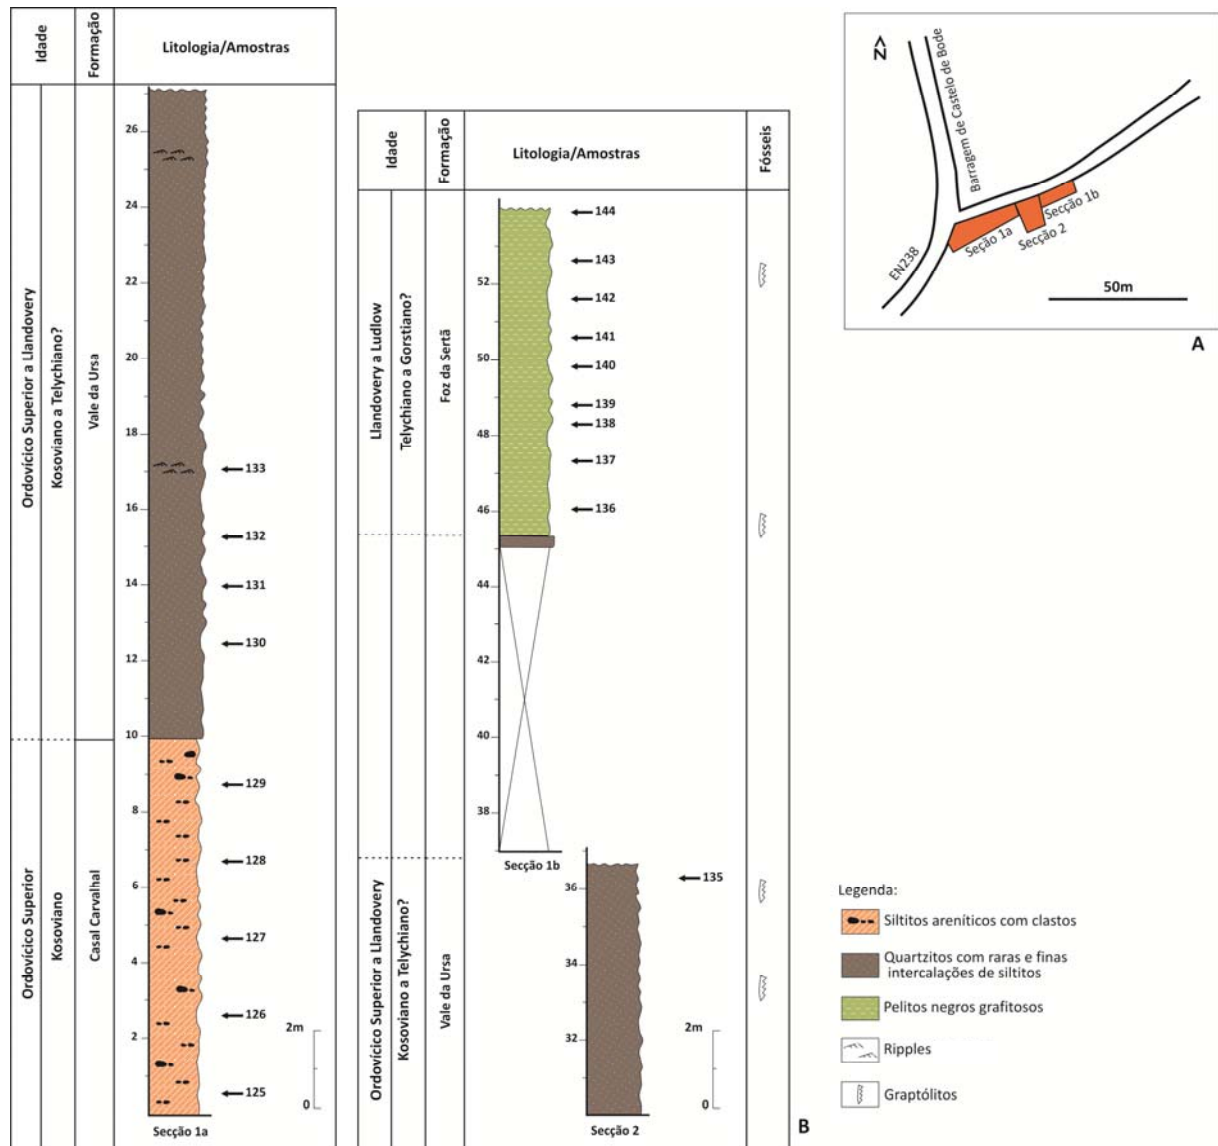 Idade
Formação
Litologia/Amostras
Ordovícico Superior a Llandovery
Kosoviano a Telychiano?
Vale da Ursa
Ordovícico Superior
Kosoviano
Casal Carvalhal
26
24
22
20
18
16
14
12
10
8
6
4
2
133
132
131
130
129
128
127
126
125
2m
0
Secção 1a
Idade
Formação
Litologia/Amostras
Fósseis
Llandovery a Ludlow
Telychiano a Gorstiano?
Foz da Sertã
Ordovícico Superior a Llandovery
Kosoviano a Telychiano?
Vale da Ursa
52
50
48
46
44
42
40
38
144
143
142
141
140
139
138
137
136
Secção 1b
36
34
32
135
2m
0
Secção 2
B
N
Barragem de Castelo de Bode
EN238
Seção 1a
Secção 2
Secção 1b
50m
A
Legenda:
Siltitos areníticos com clastos
Quartzitos com raras e finas
intercalações de siltitos
Pelitos negros grafitosos
Ripples
Graptólitos